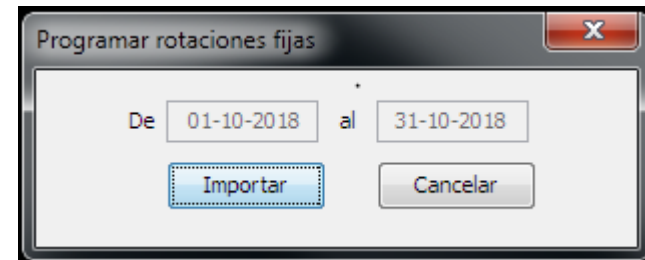 Programar rotaciones fijas
De 01-10-2018 al 31-10-2018
Importar Cancelar